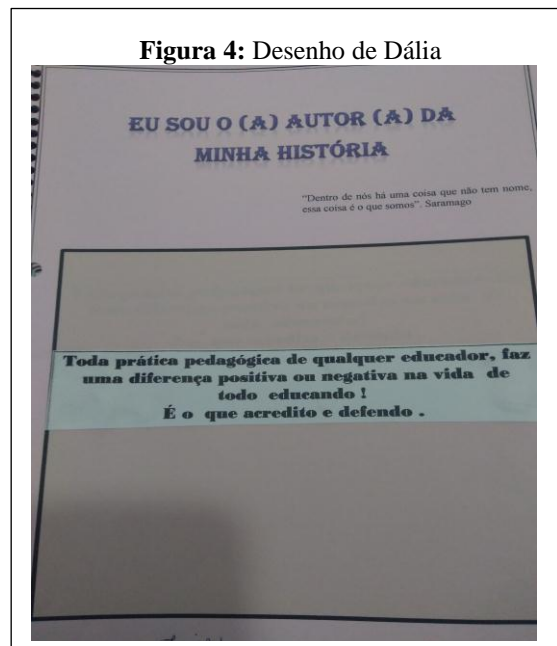 Figura 4: Desenho de Dália
EU SOU O (A) AUTOR (A) DA
MINHA HISTÓRIA
“Dentro de nós há uma coisa que não tem nome,
essa coisa é o que somos”. Saramago
Toda prática pedagógica de qualquer educador, faz
uma diferença positiva ou negativa na vida de
todo educando !
É o que acredito e defendo .